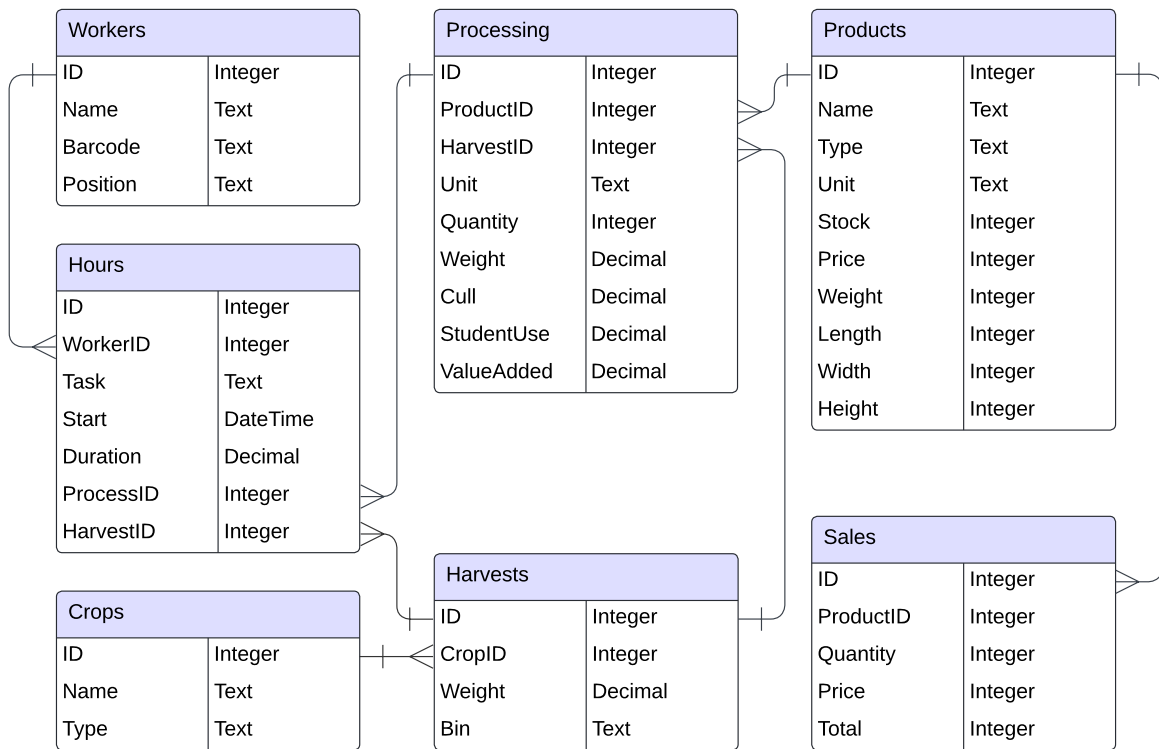 Workers
ID Integer
Name Text
Barcode Text
Position Text
Hours
ID Integer
WorkerID Integer
Task Text
Start DateTime
Duration Decimal
ProcessID Integer
HarvestID Integer
Crops
ID Integer
Name Text
Type Text
Processing
ID Integer
ProductID Integer
HarvestID Integer
Unit Text
Quantity Integer
Weight Decimal
Cull Decimal
StudentUse Decimal
ValueAdded Decimal
Harvests
ID Integer
CropID Integer
Weight Decimal
Bin Text
Products
ID Integer
Name Text
Type Text
Unit Text
Stock Integer
Price Integer
Weight Integer
Length Integer
Width Integer
Height Integer
Sales
ID Integer
ProductID Integer
Quantity Integer
Price Integer
Total Integer